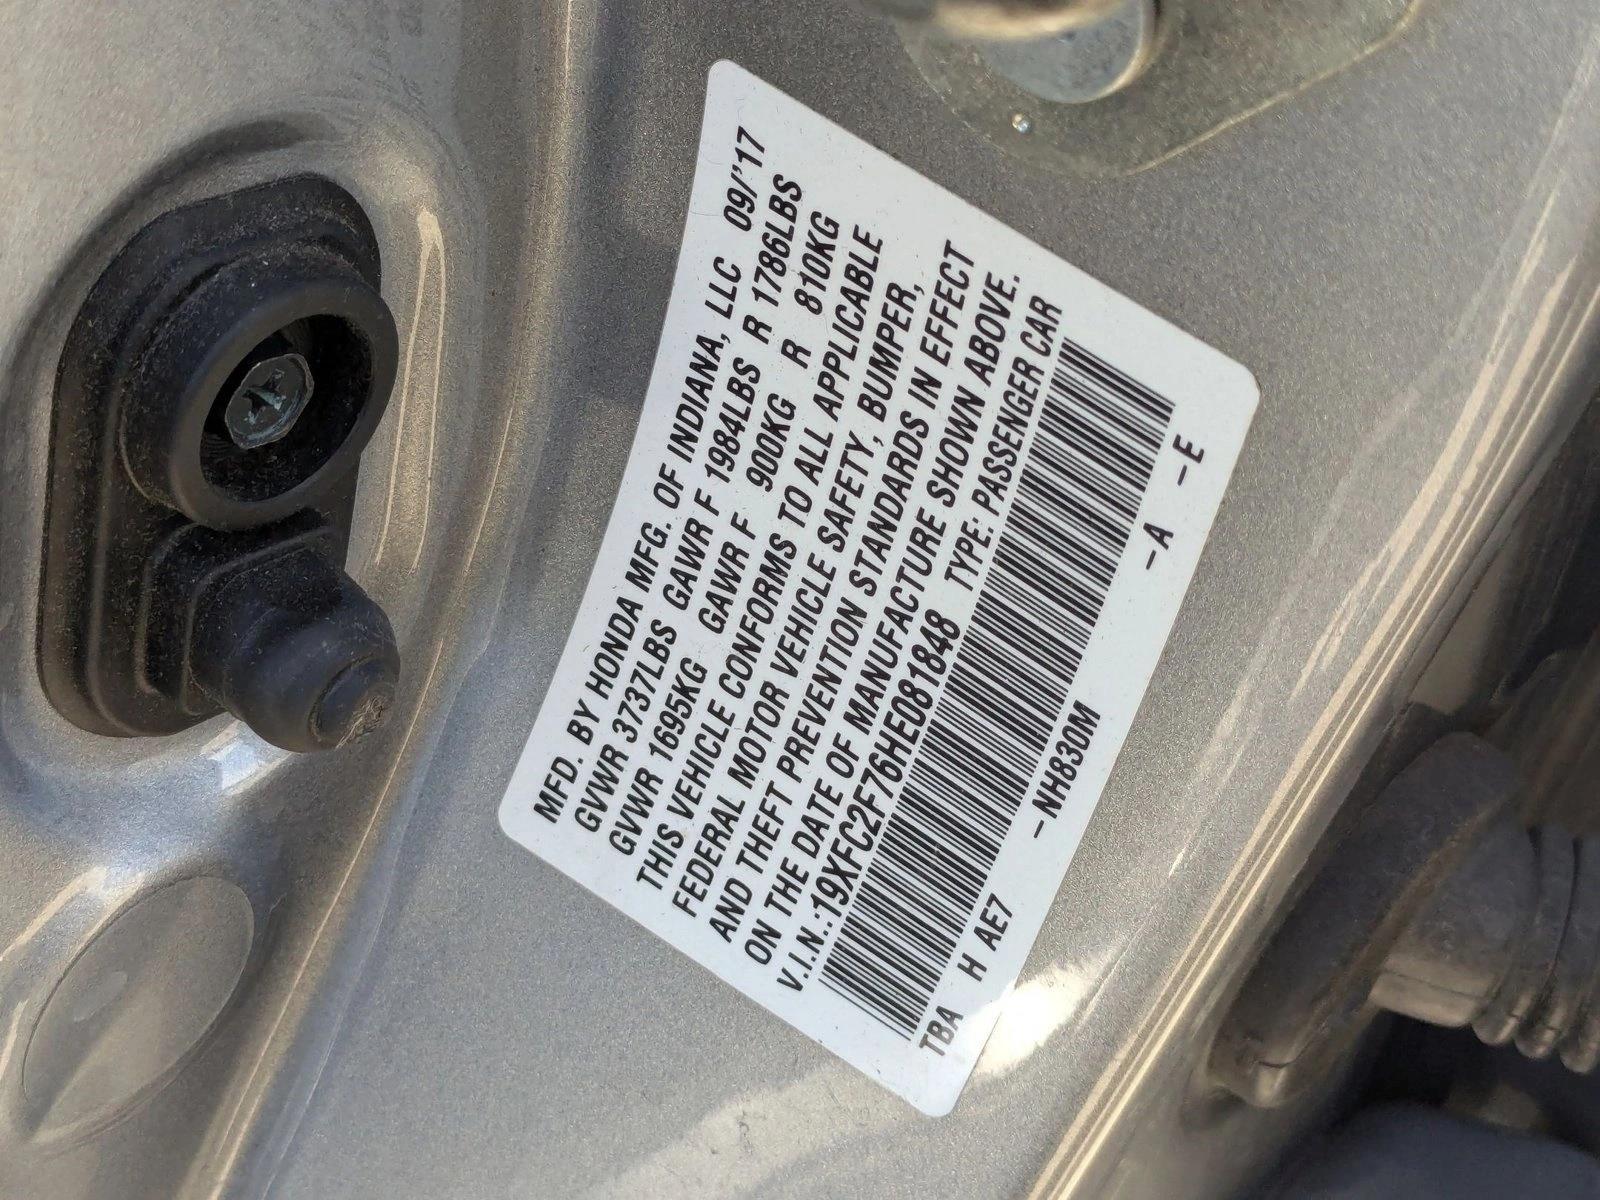 MFD. BY HONDA MFG. OF INDIANA, LLC 09/'17
GVWR 3737LBS GAWR F 1984LBS R 1786LBS
GVWR 1695KG GAWR F 900KG R 810KG
THIS VEHICLE CONFORMS TO ALL APPLICABLE
FEDERAL MOTOR VEHICLE SAFETY, BUMPER,
AND THEFT PREVENTION STANDARDS IN EFFECT
ON THE DATE OF MANUFACTURE SHOWN ABOVE.
V.I.N.:19XFC2F76HE081848 TYPE: PASSENGER CAR
TBA -NH830M -A
H AE7 -E